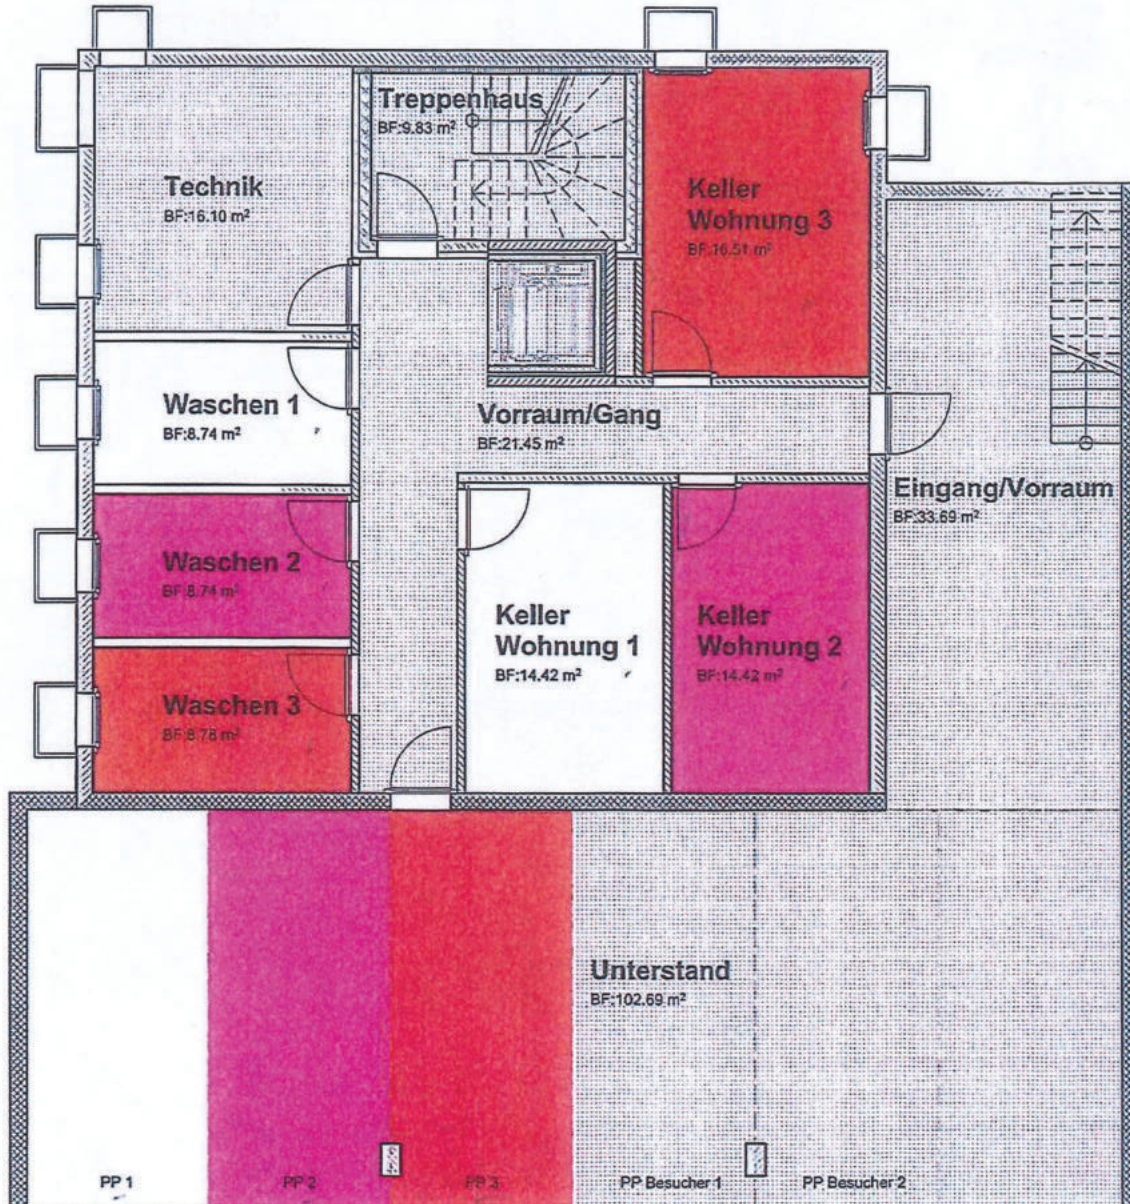 Treppenhaus
BF:9.83 m²
Technik
BF:16.10 m²
Keller
Wohnung 3
BF:16.51 m²
Waschen 1
BF:8.74 m²
Vorraum/Gang
BF:21.45 m²
Eingang/Vorraum
BF:33.69 m²
Waschen 2
BF:8.74 m²
Keller
Wohnung 1
BF:14.42 m²
Keller
Wohnung 2
BF:14.42 m²
Waschen 3
BF:8.78 m²
Unterstand
BF:102.69 m²
PP 1
PP 2
PP 3
PP Besucher 1
PP Besucher 2